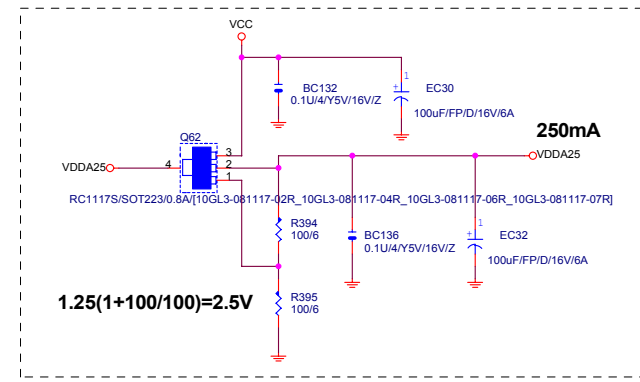 VCC
BC132
0.1U/4/Y5V/16V/Z
1
+
EC30
100uF/FP/D/16V/6A
Q62
3
VDDA25
4
2
1
250mA
VDDA25
RC1117S/SOT223/0.8A/[10GL3-081117-02R_10GL3-081117-04R_10GL3-081117-06R_10GL3-081117-07R]
R394
100/6
BC136
0.1U/4/Y5V/16V/Z
1
+
EC32
100uF/FP/D/16V/6A
R395
100/6
1.25(1+100/100)=2.5V